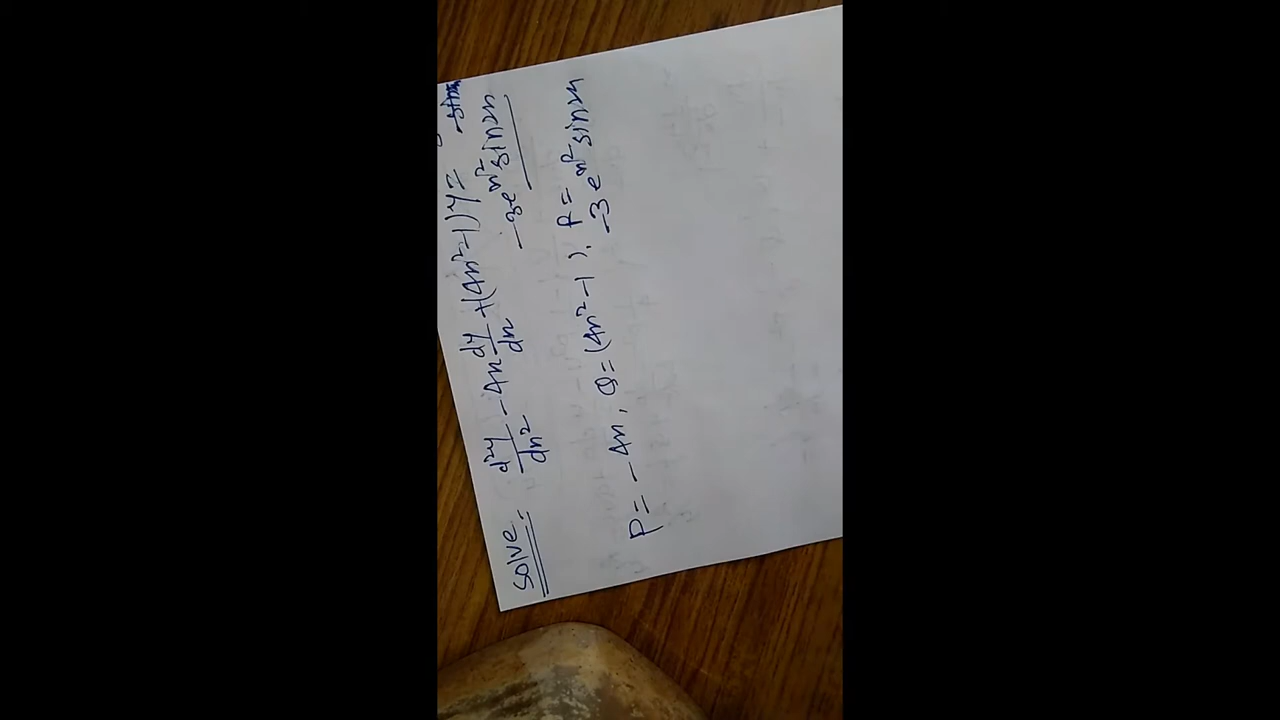 Solve:- d²y/dx² - 4x dy/dx + (4x²-1)y =
-3e^x² sin2x
P = -4x, Q = (4x²-1), R =
-3e^x² sin2x